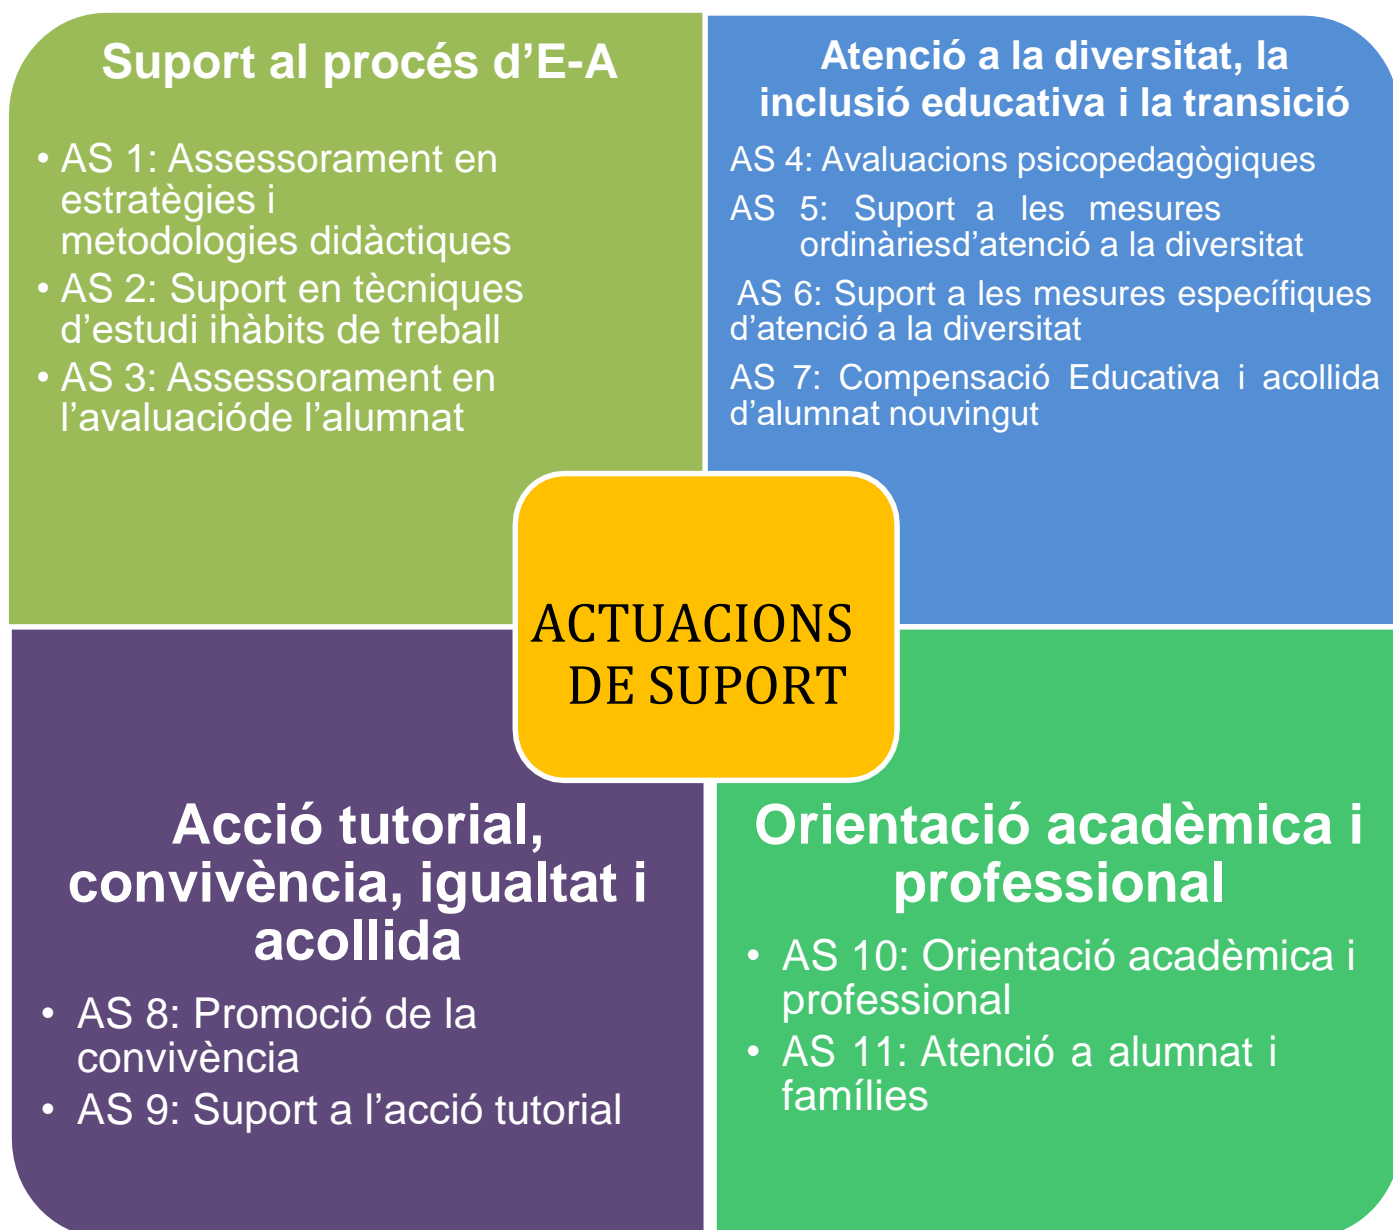 Suport al procés d’E-A
• AS 1: Assessorament en
estratègies i
metodologies didàctiques
• AS 2: Suport en tècniques
d’estudi ihàbits de treball
• AS 3: Assessorament en
l’avaluacióde l’alumnat
Atenció a la diversitat, la
inclusió educativa i la transició
AS 4: Avaluacions psicopedagògiques
AS 5: Suport a les mesures
ordinàriesd’atenció a la diversitat
AS 6: Suport a les mesures específiques
d’atenció a la diversitat
AS 7: Compensació Educativa i acollida
d’alumnat nouvingut
ACTUACIONS
DE SUPORT
Acció tutorial,
convivència, igualtat i
acollida
• AS 8: Promoció de la
convivència
• AS 9: Suport a l’acció tutorial
Orientació acadèmica i
professional
• AS 10: Orientació acadèmica i
professional
• AS 11: Atenció a alumnat i
famílies